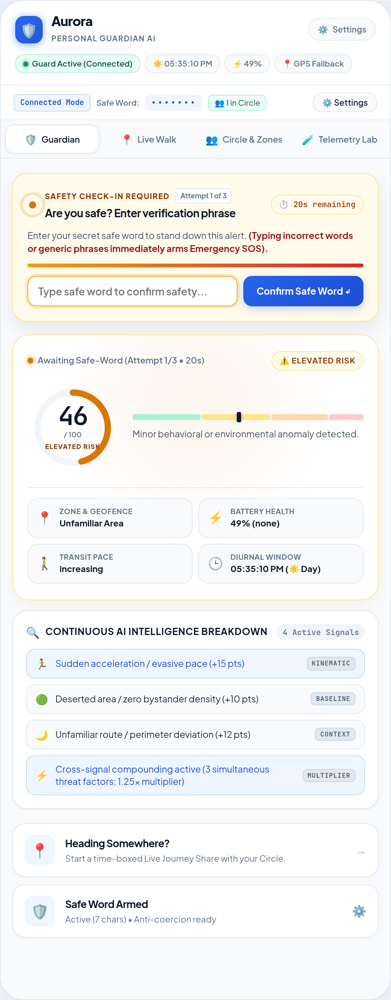 Aurora
PERSONAL GUARDIAN AI
⚙️ Settings
Guard Active (Connected)
☀️ 05:35:10 PM
⚡ 49%
📍 GPS Fallback
Connected Mode
Safe Word:
•••••••
👥 1 in Circle
⚙️ Settings
🛡️ Guardian
📍 Live Walk
👥 Circle & Zones
🧪 Telemetry Lab
SAFETY CHECK-IN REQUIRED
Attempt 1 of 3
Are you safe? Enter verification phrase
⏱️ 20s remaining
Enter your secret safe word to stand down this alert. (Typing incorrect words
or generic phrases immediately arms Emergency SOS).
Type safe word to confirm safety...
Confirm Safe Word ↲
Awaiting Safe-Word (Attempt 1/3 • 20s)
⚠️ ELEVATED RISK
46
/ 100
ELEVATED RISK
Minor behavioral or environmental anomaly detected.
ZONE & GEOFENCE
Unfamiliar Area
BATTERY HEALTH
49% (none)
TRANSIT PACE
increasing
DIURNAL WINDOW
05:35:10 PM (☀️ Day)
🔍 CONTINUOUS AI INTELLIGENCE BREAKDOWN
4 Active Signals
Sudden acceleration / evasive pace (+15 pts)
KINEMATIC
Deserted area / zero bystander density (+10 pts)
BASELINE
Unfamiliar route / perimeter deviation (+12 pts)
CONTEXT
Cross-signal compounding active (3 simultaneous
threat factors: 1.25× multiplier)
MULTIPLIER
Heading Somewhere?
Start a time-boxed Live Journey Share with your Circle.
→
Safe Word Armed
Active (7 chars) • Anti-coercion ready